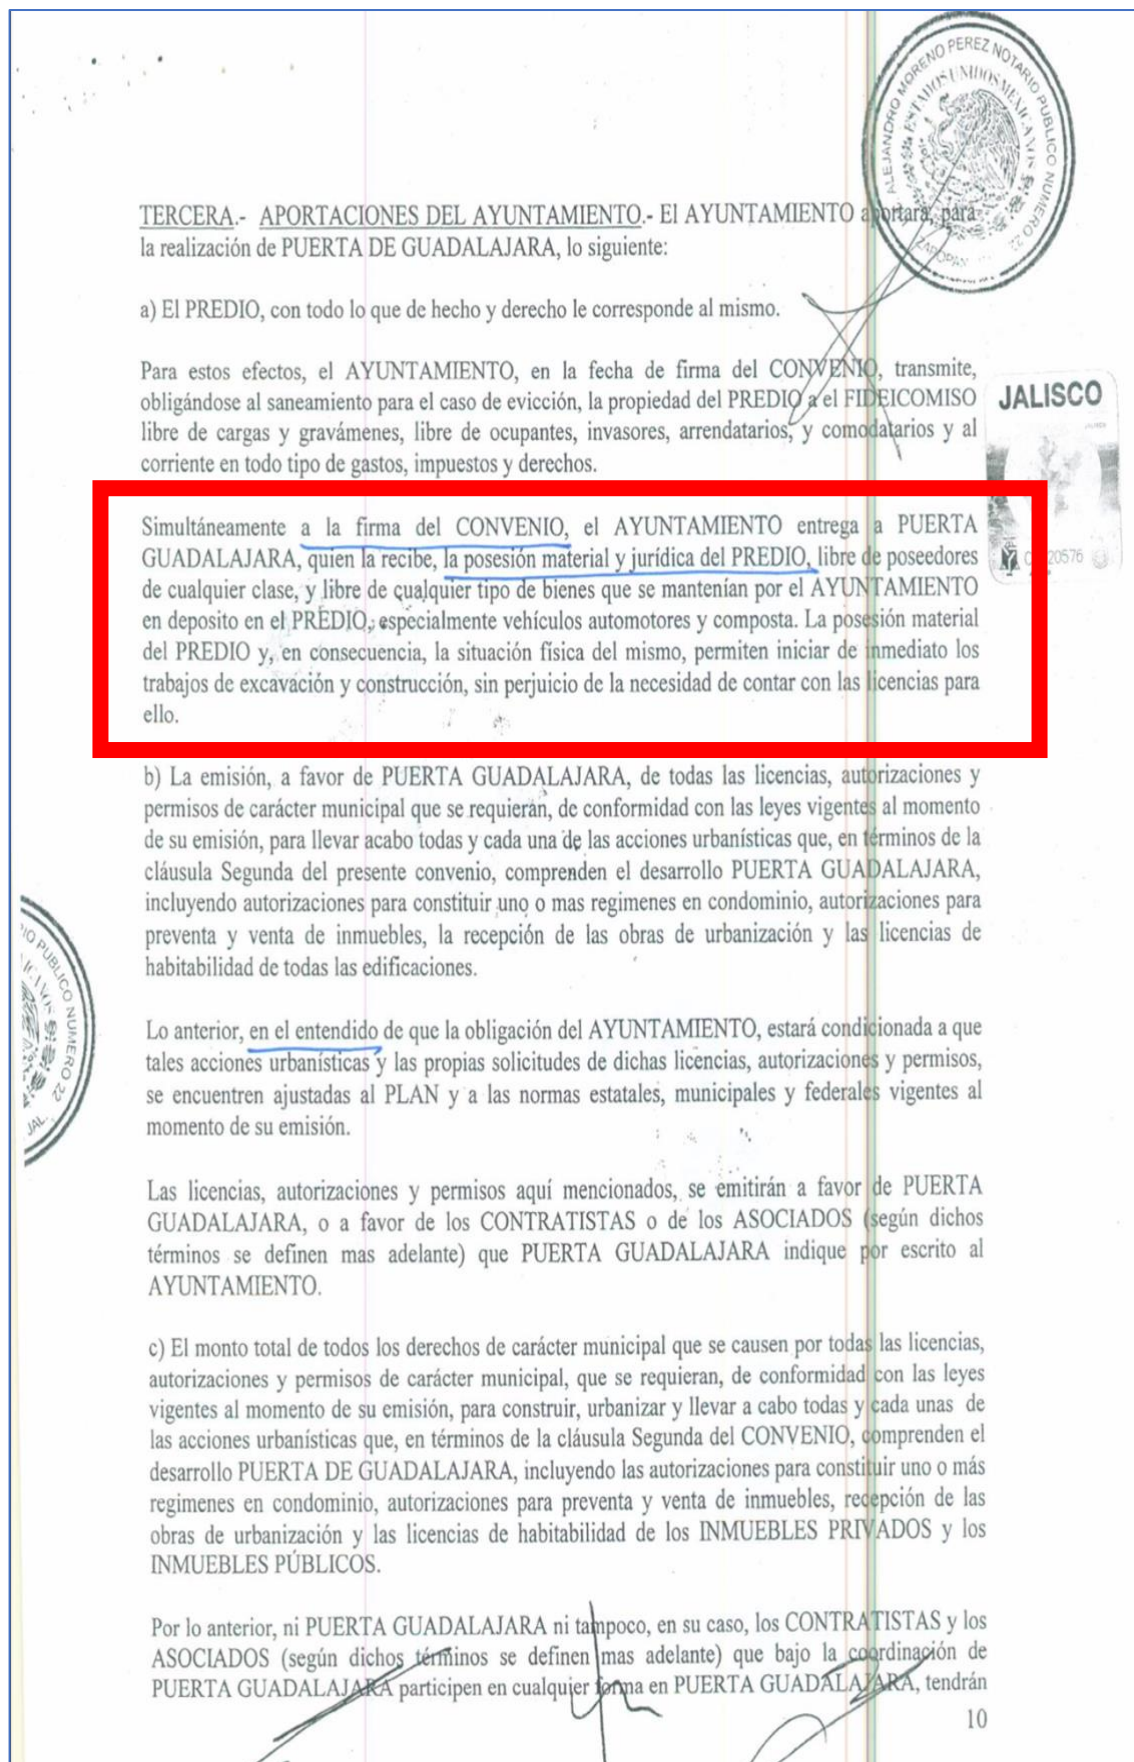 ALEJANDRO MORENO PEREZ NOTARIO PUBLICO NUMERO 22
ESTADOS UNIDOS MEXICANOS
ZAPOPAN
TERCERA.- APORTACIONES DEL AYUNTAMIENTO.- El AYUNTAMIENTO aportará, para
la realización de PUERTA DE GUADALAJARA, lo siguiente:
a) El PREDIO, con todo lo que de hecho y derecho le corresponde al mismo.
Para estos efectos, el AYUNTAMIENTO, en la fecha de firma del CONVENIO, transmite,
obligándose al saneamiento para el caso de evicción, la propiedad del PREDIO a el FIDEICOMISO
libre de cargas y gravámenes, libre de ocupantes, invasores, arrendatarios, y comodatarios y al
corriente en todo tipo de gastos, impuestos y derechos.
JALISCO
20576
Simultáneamente a la firma del CONVENIO, el AYUNTAMIENTO entrega a PUERTA
GUADALAJARA, quien la recibe, la posesión material y jurídica del PREDIO, libre de poseedores
de cualquier clase, y libre de cualquier tipo de bienes que se mantenían por el AYUNTAMIENTO
en deposito en el PREDIO, especialmente vehículos automotores y composta. La posesión material
del PREDIO y, en consecuencia, la situación física del mismo, permiten iniciar de inmediato los
trabajos de excavación y construcción, sin perjuicio de la necesidad de contar con las licencias para
ello.
b) La emisión, a favor de PUERTA GUADALAJARA, de todas las licencias, autorizaciones y
permisos de carácter municipal que se requieran, de conformidad con las leyes vigentes al momento
de su emisión, para llevar acabo todas y cada una de las acciones urbanísticas que, en términos de la
cláusula Segunda del presente convenio, comprenden el desarrollo PUERTA GUADALAJARA,
incluyendo autorizaciones para constituir uno o mas regimenes en condominio, autorizaciones para
preventa y venta de inmuebles, la recepción de las obras de urbanización y las licencias de
habitabilidad de todas las edificaciones.
PUBLICO NUMERO 22
JAL.
Lo anterior, en el entendido de que la obligación del AYUNTAMIENTO, estará condicionada a que
tales acciones urbanísticas y las propias solicitudes de dichas licencias, autorizaciones y permisos,
se encuentren ajustadas al PLAN y a las normas estatales, municipales y federales vigentes al
momento de su emisión.
Las licencias, autorizaciones y permisos aquí mencionados, se emitirán a favor de PUERTA
GUADALAJARA, o a favor de los CONTRATISTAS o de los ASOCIADOS (según dichos
términos se definen mas adelante) que PUERTA GUADALAJARA indique por escrito al
AYUNTAMIENTO.
c) El monto total de todos los derechos de carácter municipal que se causen por todas las licencias,
autorizaciones y permisos de carácter municipal, que se requieran, de conformidad con las leyes
vigentes al momento de su emisión, para construir, urbanizar y llevar a cabo todas y cada unas de
las acciones urbanísticas que, en términos de la cláusula Segunda del CONVENIO, comprenden el
desarrollo PUERTA DE GUADALAJARA, incluyendo las autorizaciones para constituir uno o más
regimenes en condominio, autorizaciones para preventa y venta de inmuebles, recepción de las
obras de urbanización y las licencias de habitabilidad de los INMUEBLES PRIVADOS y los
INMUEBLES PÚBLICOS.
Por lo anterior, ni PUERTA GUADALAJARA ni tampoco, en su caso, los CONTRATISTAS y los
ASOCIADOS (según dichos términos se definen mas adelante) que bajo la coordinación de
PUERTA GUADALAJARA participen en cualquier forma en PUERTA GUADALAJARA, tendrán
10